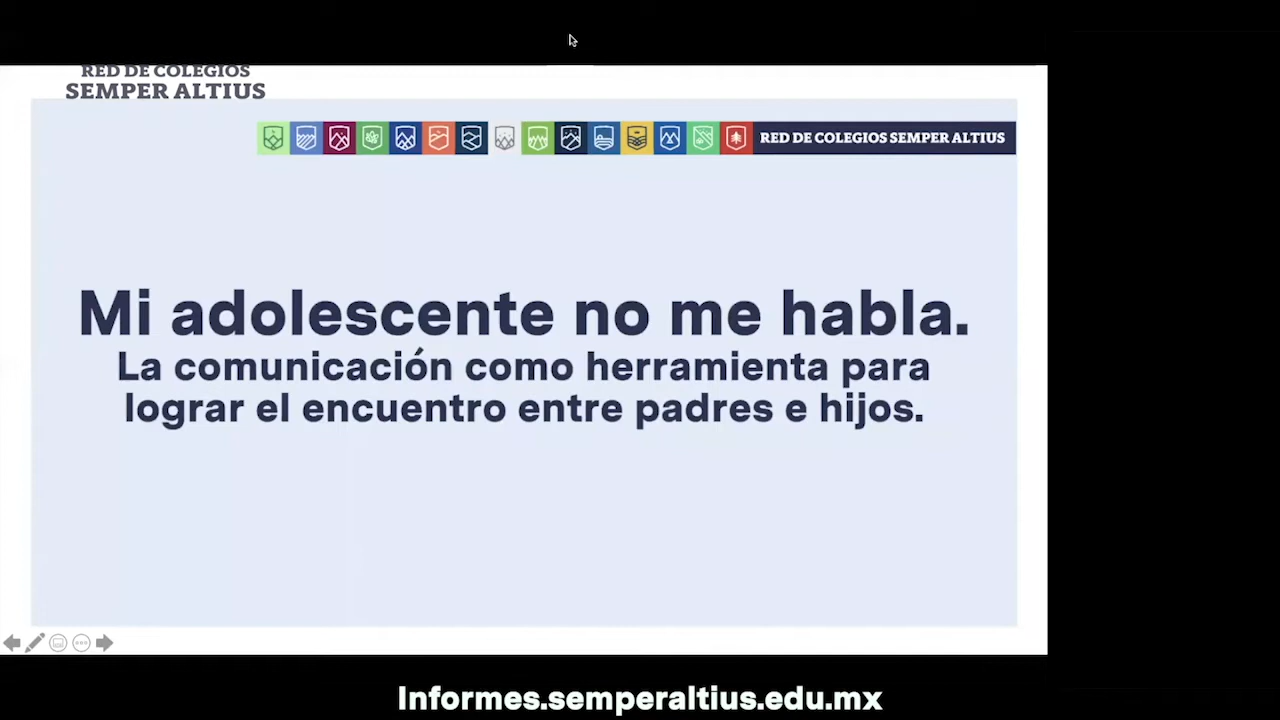 RED DE COLEGIOS
SEMPER ALTIUS
RED DE COLEGIOS SEMPER ALTIUS
Mi adolescente no me habla.
La comunicación como herramienta para
lograr el encuentro entre padres e hijos.
Informes.semperaltius.edu.mx